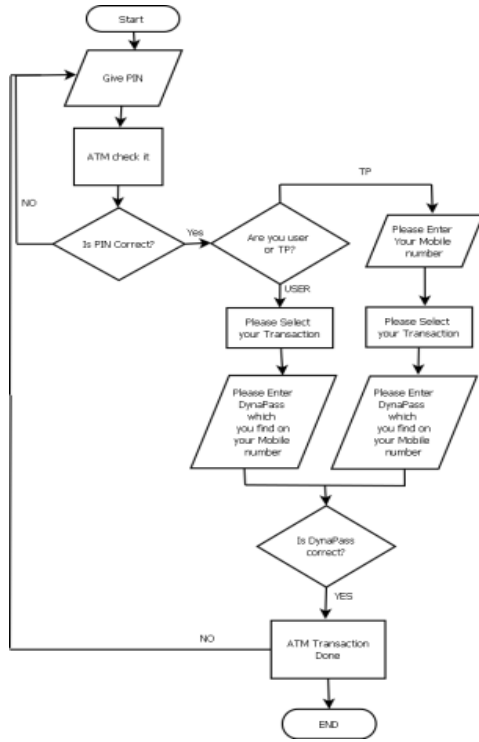 Start
Give PIN
ATM check it
NO
Is PIN Correct?
Yes
Are you user
or TP?
TP
Please Enter
Your Mobile
number
USER
Please Select
your Transaction
Please Select
your Transaction
Please Enter
DynaPass
which
you find on
your Mobile
number
Please Enter
DynaPass
which
you find on
your Mobile
number
Is DynaPass
correct?
YES
NO
ATM Transaction
Done
END